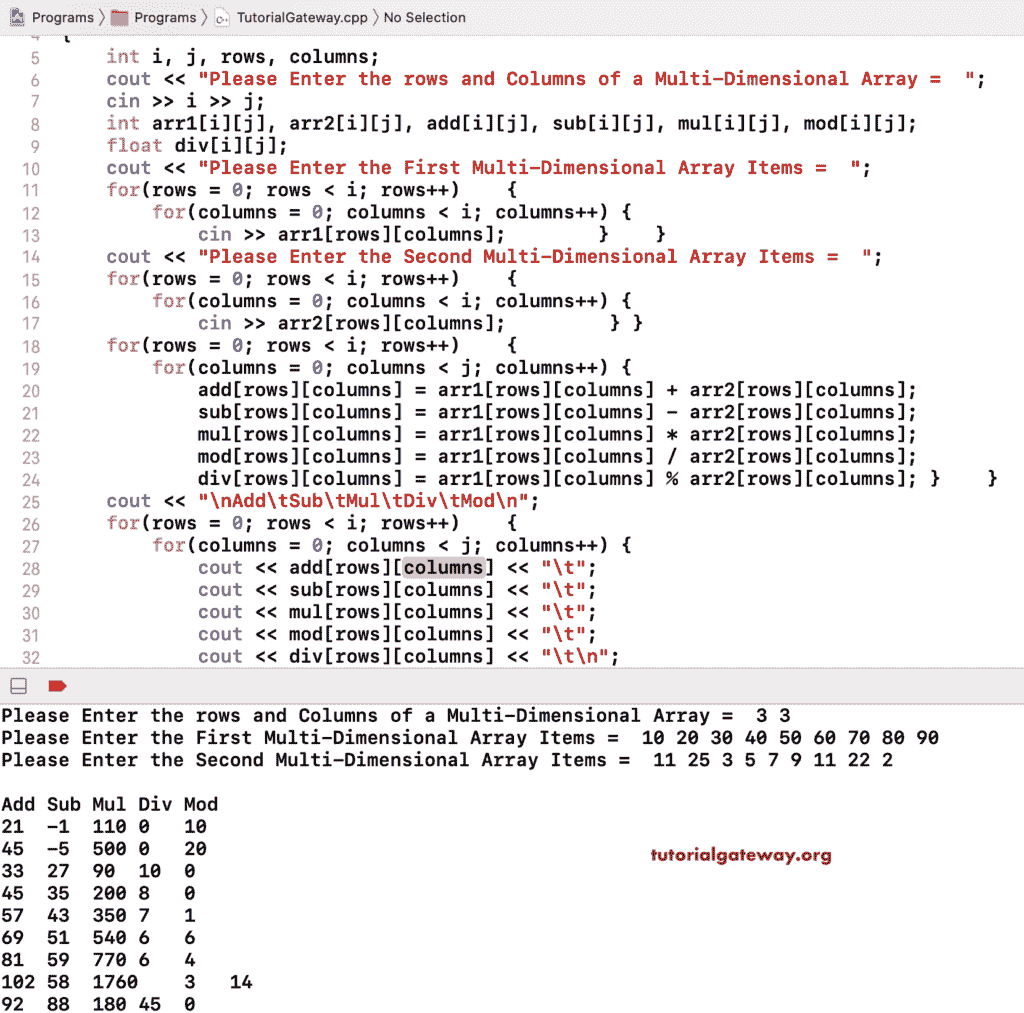 Programs 〉 Programs 〉 TutorialGateway.cpp 〉 No Selection
4 {
5     int i, j, rows, columns;
6     cout << "Please Enter the rows and Columns of a Multi-Dimensional Array =  ";
7     cin >> i >> j;
8     int arr1[i][j], arr2[i][j], add[i][j], sub[i][j], mul[i][j], mod[i][j];
9     float div[i][j];
10     cout << "Please Enter the First Multi-Dimensional Array Items =  ";
11     for(rows = 0; rows < i; rows++)    {
12         for(columns = 0; columns < i; columns++) {
13             cin >> arr1[rows][columns];        }    }
14     cout << "Please Enter the Second Multi-Dimensional Array Items =  ";
15     for(rows = 0; rows < i; rows++)    {
16         for(columns = 0; columns < i; columns++) {
17             cin >> arr2[rows][columns];         } }
18     for(rows = 0; rows < i; rows++)    {
19         for(columns = 0; columns < j; columns++) {
20             add[rows][columns] = arr1[rows][columns] + arr2[rows][columns];
21             sub[rows][columns] = arr1[rows][columns] - arr2[rows][columns];
22             mul[rows][columns] = arr1[rows][columns] * arr2[rows][columns];
23             mod[rows][columns] = arr1[rows][columns] / arr2[rows][columns];
24             div[rows][columns] = arr1[rows][columns] % arr2[rows][columns]; }    }
25     cout << "\nAdd\tSub\tMul\tDiv\tMod\n";
26     for(rows = 0; rows < i; rows++)    {
27         for(columns = 0; columns < j; columns++) {
28             cout << add[rows][columns] << "\t";
29             cout << sub[rows][columns] << "\t";
30             cout << mul[rows][columns] << "\t";
31             cout << mod[rows][columns] << "\t";
32             cout << div[rows][columns] << "\t\n";
Please Enter the rows and Columns of a Multi-Dimensional Array =  3 3
Please Enter the First Multi-Dimensional Array Items =  10 20 30 40 50 60 70 80 90
Please Enter the Second Multi-Dimensional Array Items =  11 25 3 5 7 9 11 22 2
Add Sub Mul Div Mod
21  -1  110 0   10
45  -5  500 0   20
tutorialgateway.org
33  27  90  10  0
45  35  200 8   0
57  43  350 7   1
69  51  540 6   6
81  59  770 6   4
102 58  1760    3   14
92  88  180 45  0